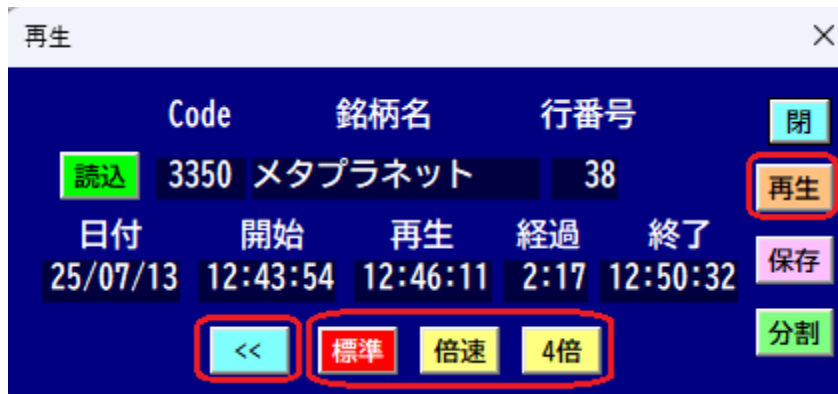 再生 ×
Code 銘柄名 行番号 閉
読込 3350 メタプラネット 38 再生
日付 開始 再生 経過 終了 保存
25/07/13 12:43:54 12:46:11 2:17 12:50:32
<< 標準 倍速 4倍 分割